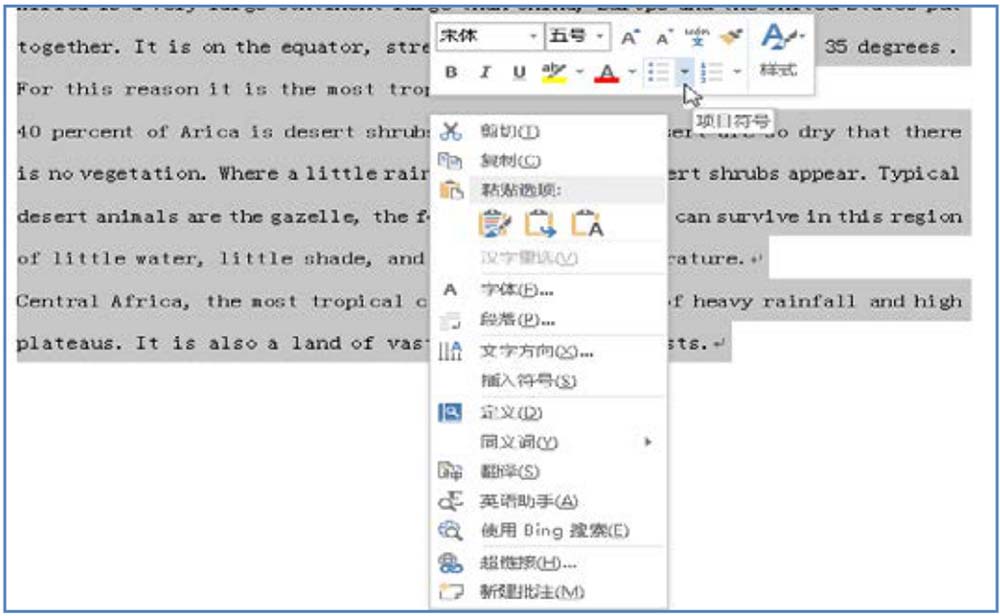 together. It is on the equator, stre 35 degrees .
For this reason it is the most trop
40 percent of Arica is desert shrubs so dry that there
is no vegetation. Where a little rain ert shrubs appear. Typical
desert animals are the gazelle, the f can survive in this region
of little water, little shade, and rature.
Central Africa, the most tropical c f heavy rainfall and high
plateaus. It is also a land of vas sts.
宋体 五号 A A wén 文
B I U aby A 样式
项目符号
剪切(T)
复制(C)
粘贴选项:
汉字重选(V)
A 字体(F)...
段落(P)...
文字方向(X)...
插入符号(S)
定义(D)
同义词(Y)
翻译(S)
英语助手(A)
使用 Bing 搜索(E)
超链接(H)...
新建批注(M)